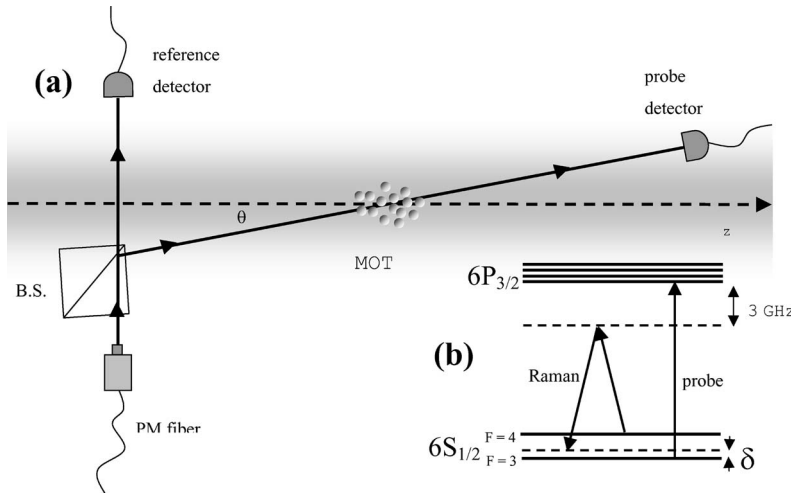 (a)
reference
detector
probe
detector
θ
z
MOT
B.S.
PM fiber
6P3/2
3 GHz
(b)
Raman
probe
F = 4
6S1/2
F = 3
δ